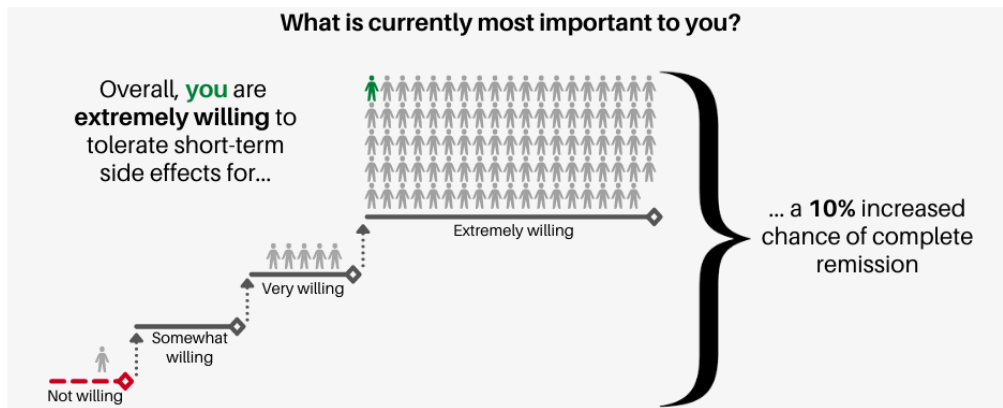 What is currently most important to you?
Overall, you are
extremely willing to
tolerate short-term
side effects for...
... a 10% increased
chance of complete
remission
Extremely willing
Very willing
Somewhat
willing
Not willing